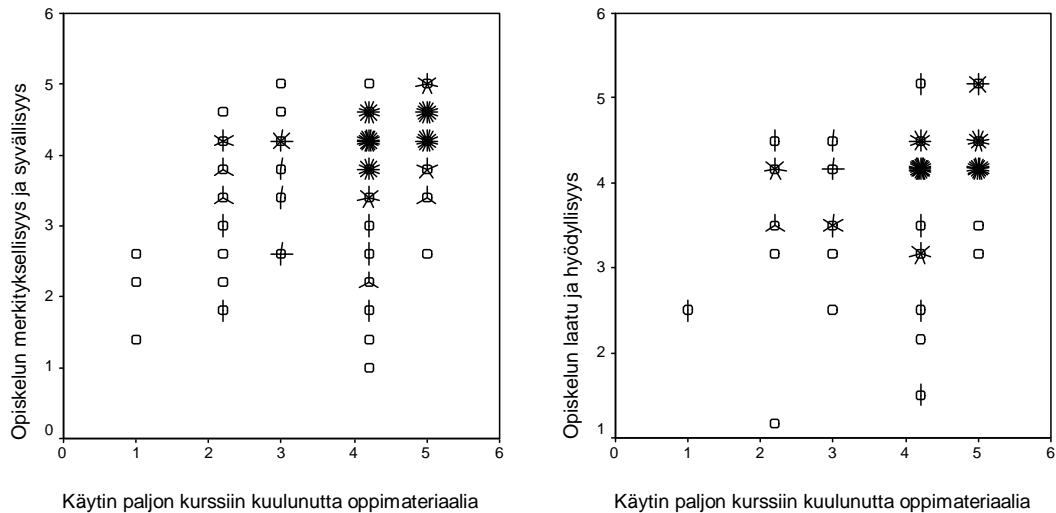 Opiskelun merkityksellisyys ja syvällisyys
6
5
4
3
2
1
0
0 1 2 3 4 5 6
Käytin paljon kurssiin kuulunutta oppimateriaalia
Opiskelun laatu ja hyödyllisyys
6
5
4
3
2
1
0 1 2 3 4 5 6
Käytin paljon kurssiin kuulunutta oppimateriaalia